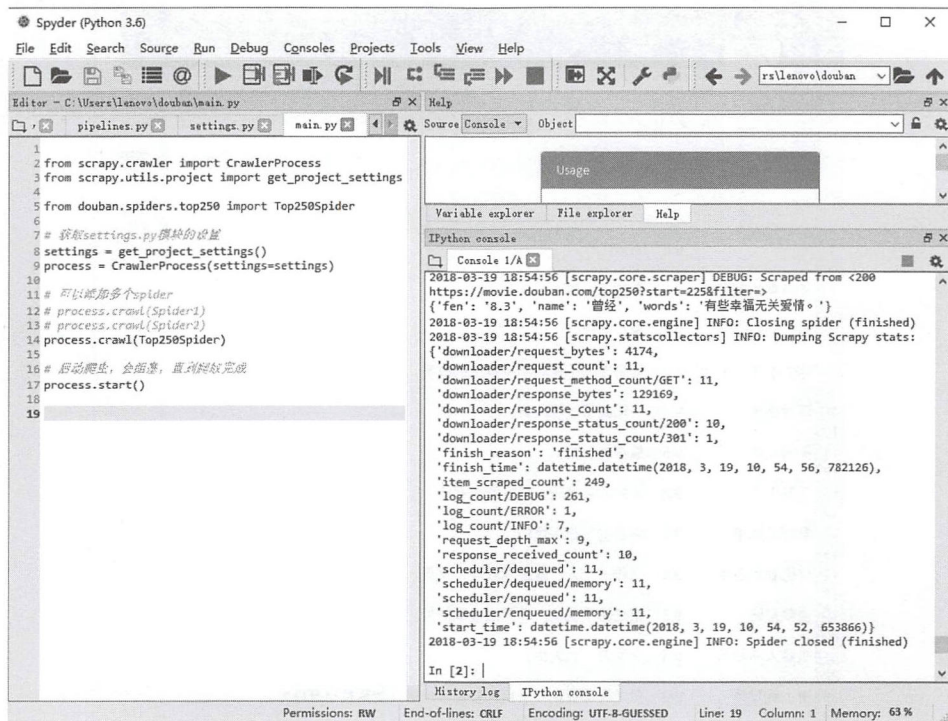 Spyder (Python 3.6)
File Edit Search Source Run Debug Consoles Projects Tools View Help
rs\lenovo\douban
Editor - C:\Users\lenovo\douban\main.py
Help
pipelines.py settings.py main.py
Source Console Object
1
2 from scrapy.crawler import CrawlerProcess
3 from scrapy.utils.project import get_project_settings
4
5 from douban.spiders.top250 import Top250Spider
6
7 # 获取settings.py模块的设置
8 settings = get_project_settings()
9 process = CrawlerProcess(settings=settings)
10
11 # 可以添加多个spider
12 # process.crawl(Spider1)
13 # process.crawl(Spider2)
14 process.crawl(Top250Spider)
15
16 # 启动爬虫，会阻塞，直到爬取完成
17 process.start()
18
19
Usage
Variable explorer File explorer Help
IPython console
Console 1/A
2018-03-19 18:54:56 [scrapy.core.scraper] DEBUG: Scraped from <200
https://movie.douban.com/top250?start=225&filter=>
{'fen': '8.3', 'name': '曾经', 'words': '有些幸福无关爱情。'}
2018-03-19 18:54:56 [scrapy.core.engine] INFO: Closing spider (finished)
2018-03-19 18:54:56 [scrapy.statscollectors] INFO: Dumping Scrapy stats:
{'downloader/request_bytes': 4174,
'downloader/request_count': 11,
'downloader/request_method_count/GET': 11,
'downloader/response_bytes': 129169,
'downloader/response_count': 11,
'downloader/response_status_count/200': 10,
'downloader/response_status_count/301': 1,
'finish_reason': 'finished',
'finish_time': datetime.datetime(2018, 3, 19, 10, 54, 56, 782126),
'item_scraped_count': 249,
'log_count/DEBUG': 261,
'log_count/ERROR': 1,
'log_count/INFO': 7,
'request_depth_max': 9,
'response_received_count': 10,
'scheduler/dequeued': 11,
'scheduler/dequeued/memory': 11,
'scheduler/enqueued': 11,
'scheduler/enqueued/memory': 11,
'start_time': datetime.datetime(2018, 3, 19, 10, 54, 52, 653866)}
2018-03-19 18:54:56 [scrapy.core.engine] INFO: Spider closed (finished)
In [2]:
History log IPython console
Permissions: RW End-of-lines: CRLF Encoding: UTF-8-GUESSED Line: 19 Column: 1 Memory: 63 %